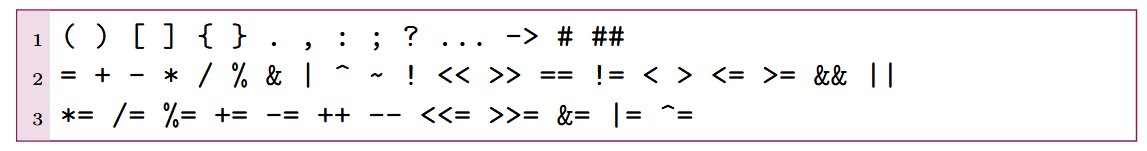 1 ( ) [ ] { } . , : ; ? ... -> # ##
2 = + - * / % & | ^ ~ ! << >> == != < > <= >= && ||
3 *= /= %= += -= ++ -- <<= >>= &= |= ^=